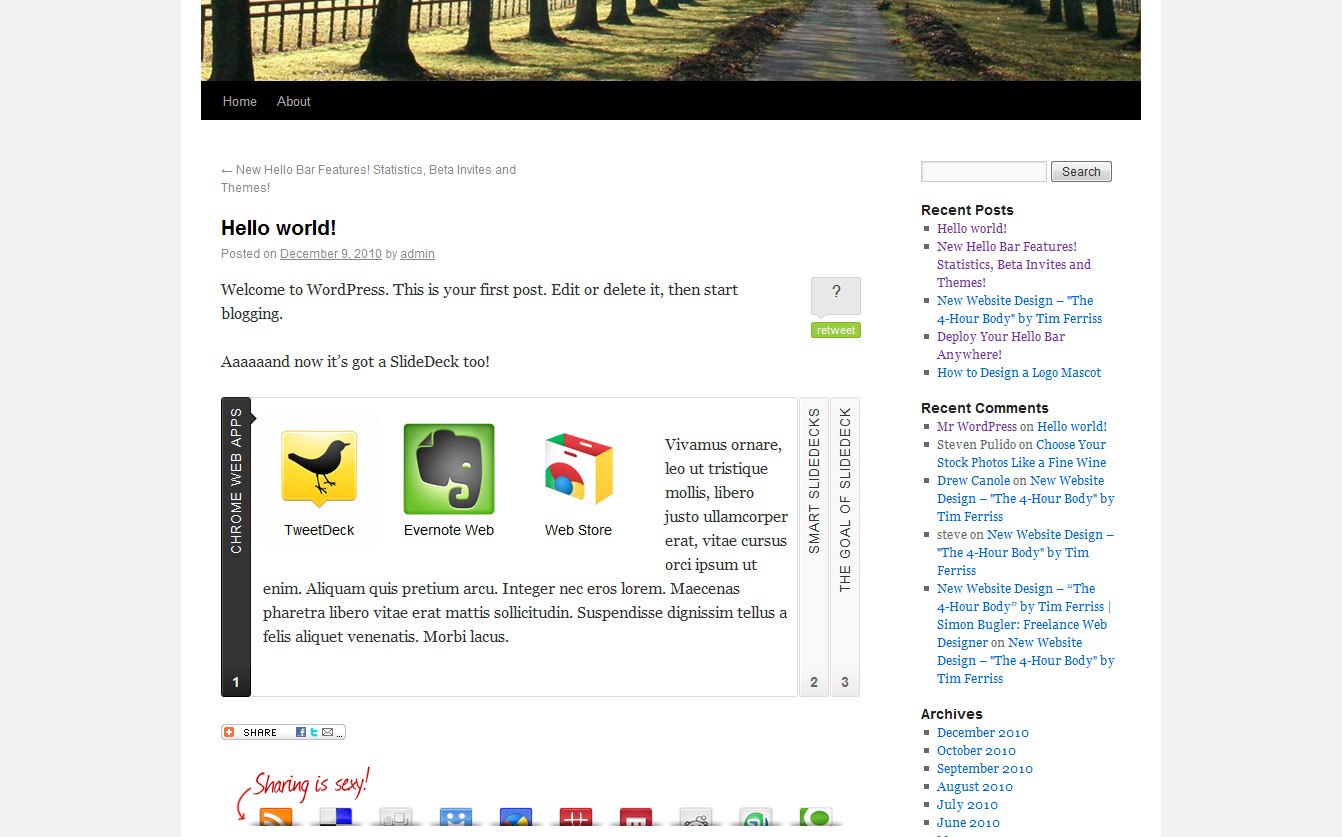 Home About
← New Hello Bar Features! Statistics, Beta Invites and
Themes!
Hello world!
Posted on December 9, 2010 by admin
Welcome to WordPress. This is your first post. Edit or delete it, then start
blogging.
?
retweet
Aaaaaand now it's got a SlideDeck too!
CHROME WEB APPS
1
TweetDeck
Evernote Web
Web Store
Vivamus ornare,
leo ut tristique
mollis, libero
justo ullamcorper
erat, vitae cursus
orci ipsum ut
enim. Aliquam quis pretium arcu. Integer nec eros lorem. Maecenas
pharetra libero vitae erat mattis sollicitudin. Suspendisse dignissim tellus a
felis aliquet venenatis. Morbi lacus.
SMART SLIDEDECKS
2
THE GOAL OF SLIDEDECK
3
SHARE ...
Sharing is sexy!
Search
Recent Posts
Hello world!
New Hello Bar Features!
Statistics, Beta Invites and
Themes!
New Website Design – "The
4-Hour Body" by Tim Ferriss
Deploy Your Hello Bar
Anywhere!
How to Design a Logo Mascot
Recent Comments
Mr WordPress on Hello world!
Steven Pulido on Choose Your
Stock Photos Like a Fine Wine
Drew Canole on New Website
Design – "The 4-Hour Body" by
Tim Ferriss
steve on New Website Design –
"The 4-Hour Body" by Tim
Ferriss
New Website Design – “The
4-Hour Body” by Tim Ferriss |
Simon Bugler: Freelance Web
Designer on New Website
Design – "The 4-Hour Body" by
Tim Ferriss
Archives
December 2010
October 2010
September 2010
August 2010
July 2010
June 2010